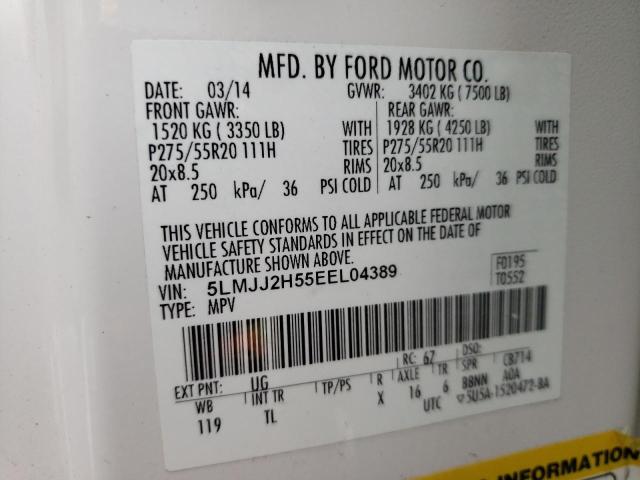 MFD. BY FORD MOTOR CO.
DATE: 03/14 GVWR: 3402 KG ( 7500 LB)
FRONT GAWR: REAR GAWR:
1520 KG ( 3350 LB) WITH 1928 KG ( 4250 LB) WITH
P275/55R20 111H TIRES P275/55R20 111H TIRES
20x8.5 RIMS 20x8.5 RIMS
AT 250 kPa/ 36 PSI COLD AT 250 kPa/ 36 PSI COLD
THIS VEHICLE CONFORMS TO ALL APPLICABLE FEDERAL MOTOR
VEHICLE SAFETY STANDARDS IN EFFECT ON THE DATE OF
MANUFACTURE SHOWN ABOVE.
VIN: 5LMJJ2H55EEL04389 F0195
TYPE: MPV T0552
RC: 67 DSO:
EXT PNT: UG AXLE TR SPR CB714
WB INT TR TP/PS R 16 6 B8NN AOA
119 TL X UTC 5U5A-1520472-BA
INFORMATION